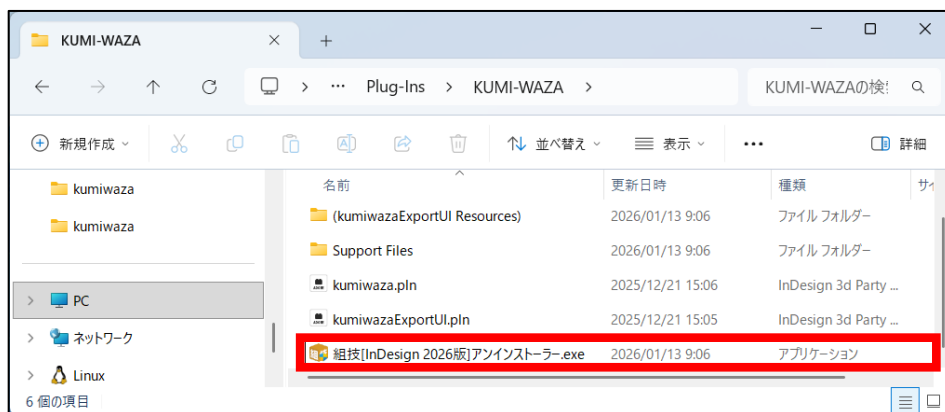 KUMI-WAZA
Plug-Ins KUMI-WAZA KUMI-WAZAの検
新規作成 並べ替え 表示 詳細
名前 更新日時 種類 サイ
kumiwaza
(kumiwazaExportUI Resources) 2026/01/13 9:06 ファイル フォルダー
kumiwaza
Support Files 2026/01/13 9:06 ファイル フォルダー
kumiwaza.pln 2025/12/21 15:06 InDesign 3d Party ...
PC
kumiwazaExportUI.pln 2025/12/21 15:05 InDesign 3d Party ...
ネットワーク
組技[InDesign 2026版]アンインストーラー.exe 2026/01/13 9:06 アプリケーション
Linux
6 個の項目